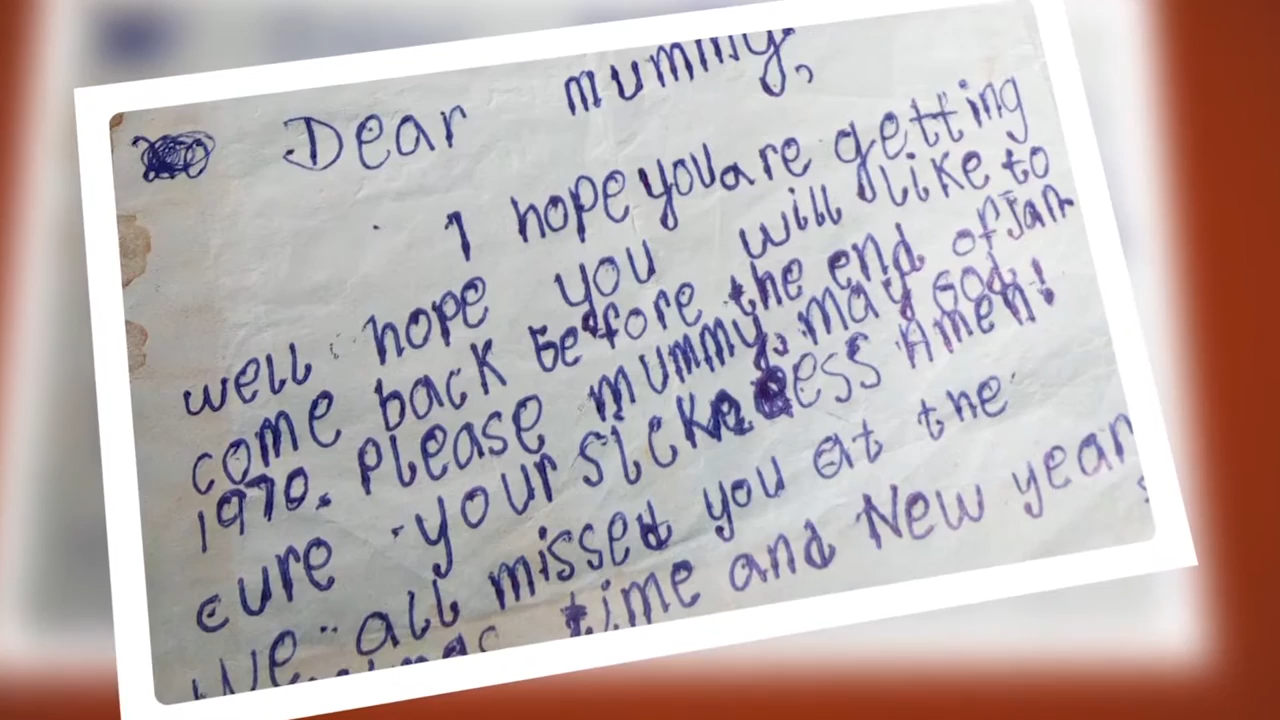 Dear mummy,
I hope you are getting
well hope you will like to
come back before the end of Jan
1970. Please mummy, may God
cure your sickness Amen!
We all missed you at the
time and New year